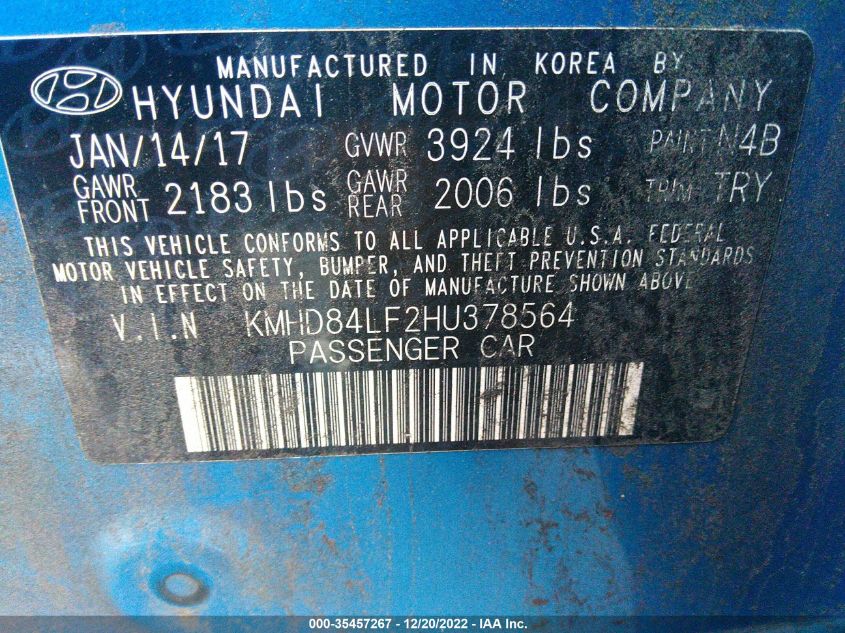 MANUFACTURED IN KOREA BY
HYUNDAI MOTOR COMPANY
JAN/14/17 GVWR 3924 lbs PAINT N4B
GAWR FRONT 2183 lbs GAWR REAR 2006 lbs TRIM TRY
THIS VEHICLE CONFORMS TO ALL APPLICABLE U.S.A. FEDERAL
MOTOR VEHICLE SAFETY, BUMPER, AND THEFT PREVENTION STANDARDS
IN EFFECT ON THE DATE OF MANUFACTURE SHOWN ABOVE
V.I.N KMHD84LF2HU378564
PASSENGER CAR
000-35457267 - 12/20/2022 - IAA Inc.